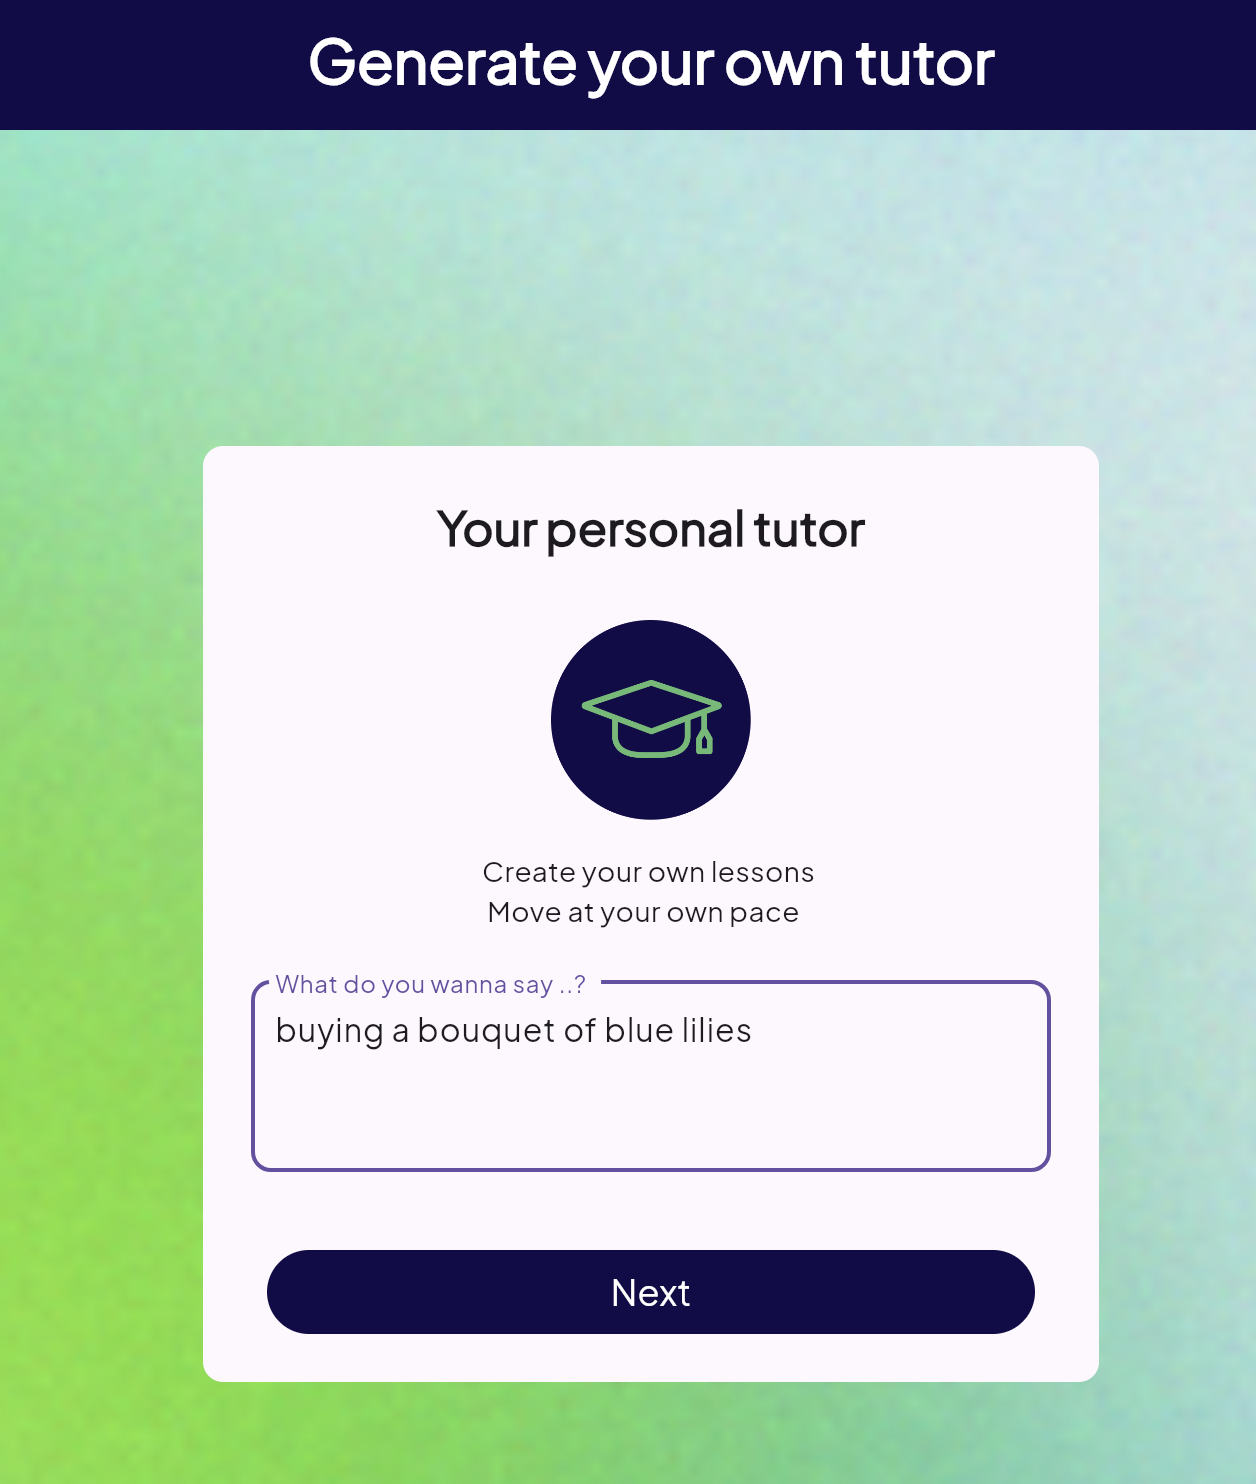 Generate your own tutor
Your personal tutor
Create your own lessons
Move at your own pace
What do you wanna say ..?
buying a bouquet of blue lilies
Next